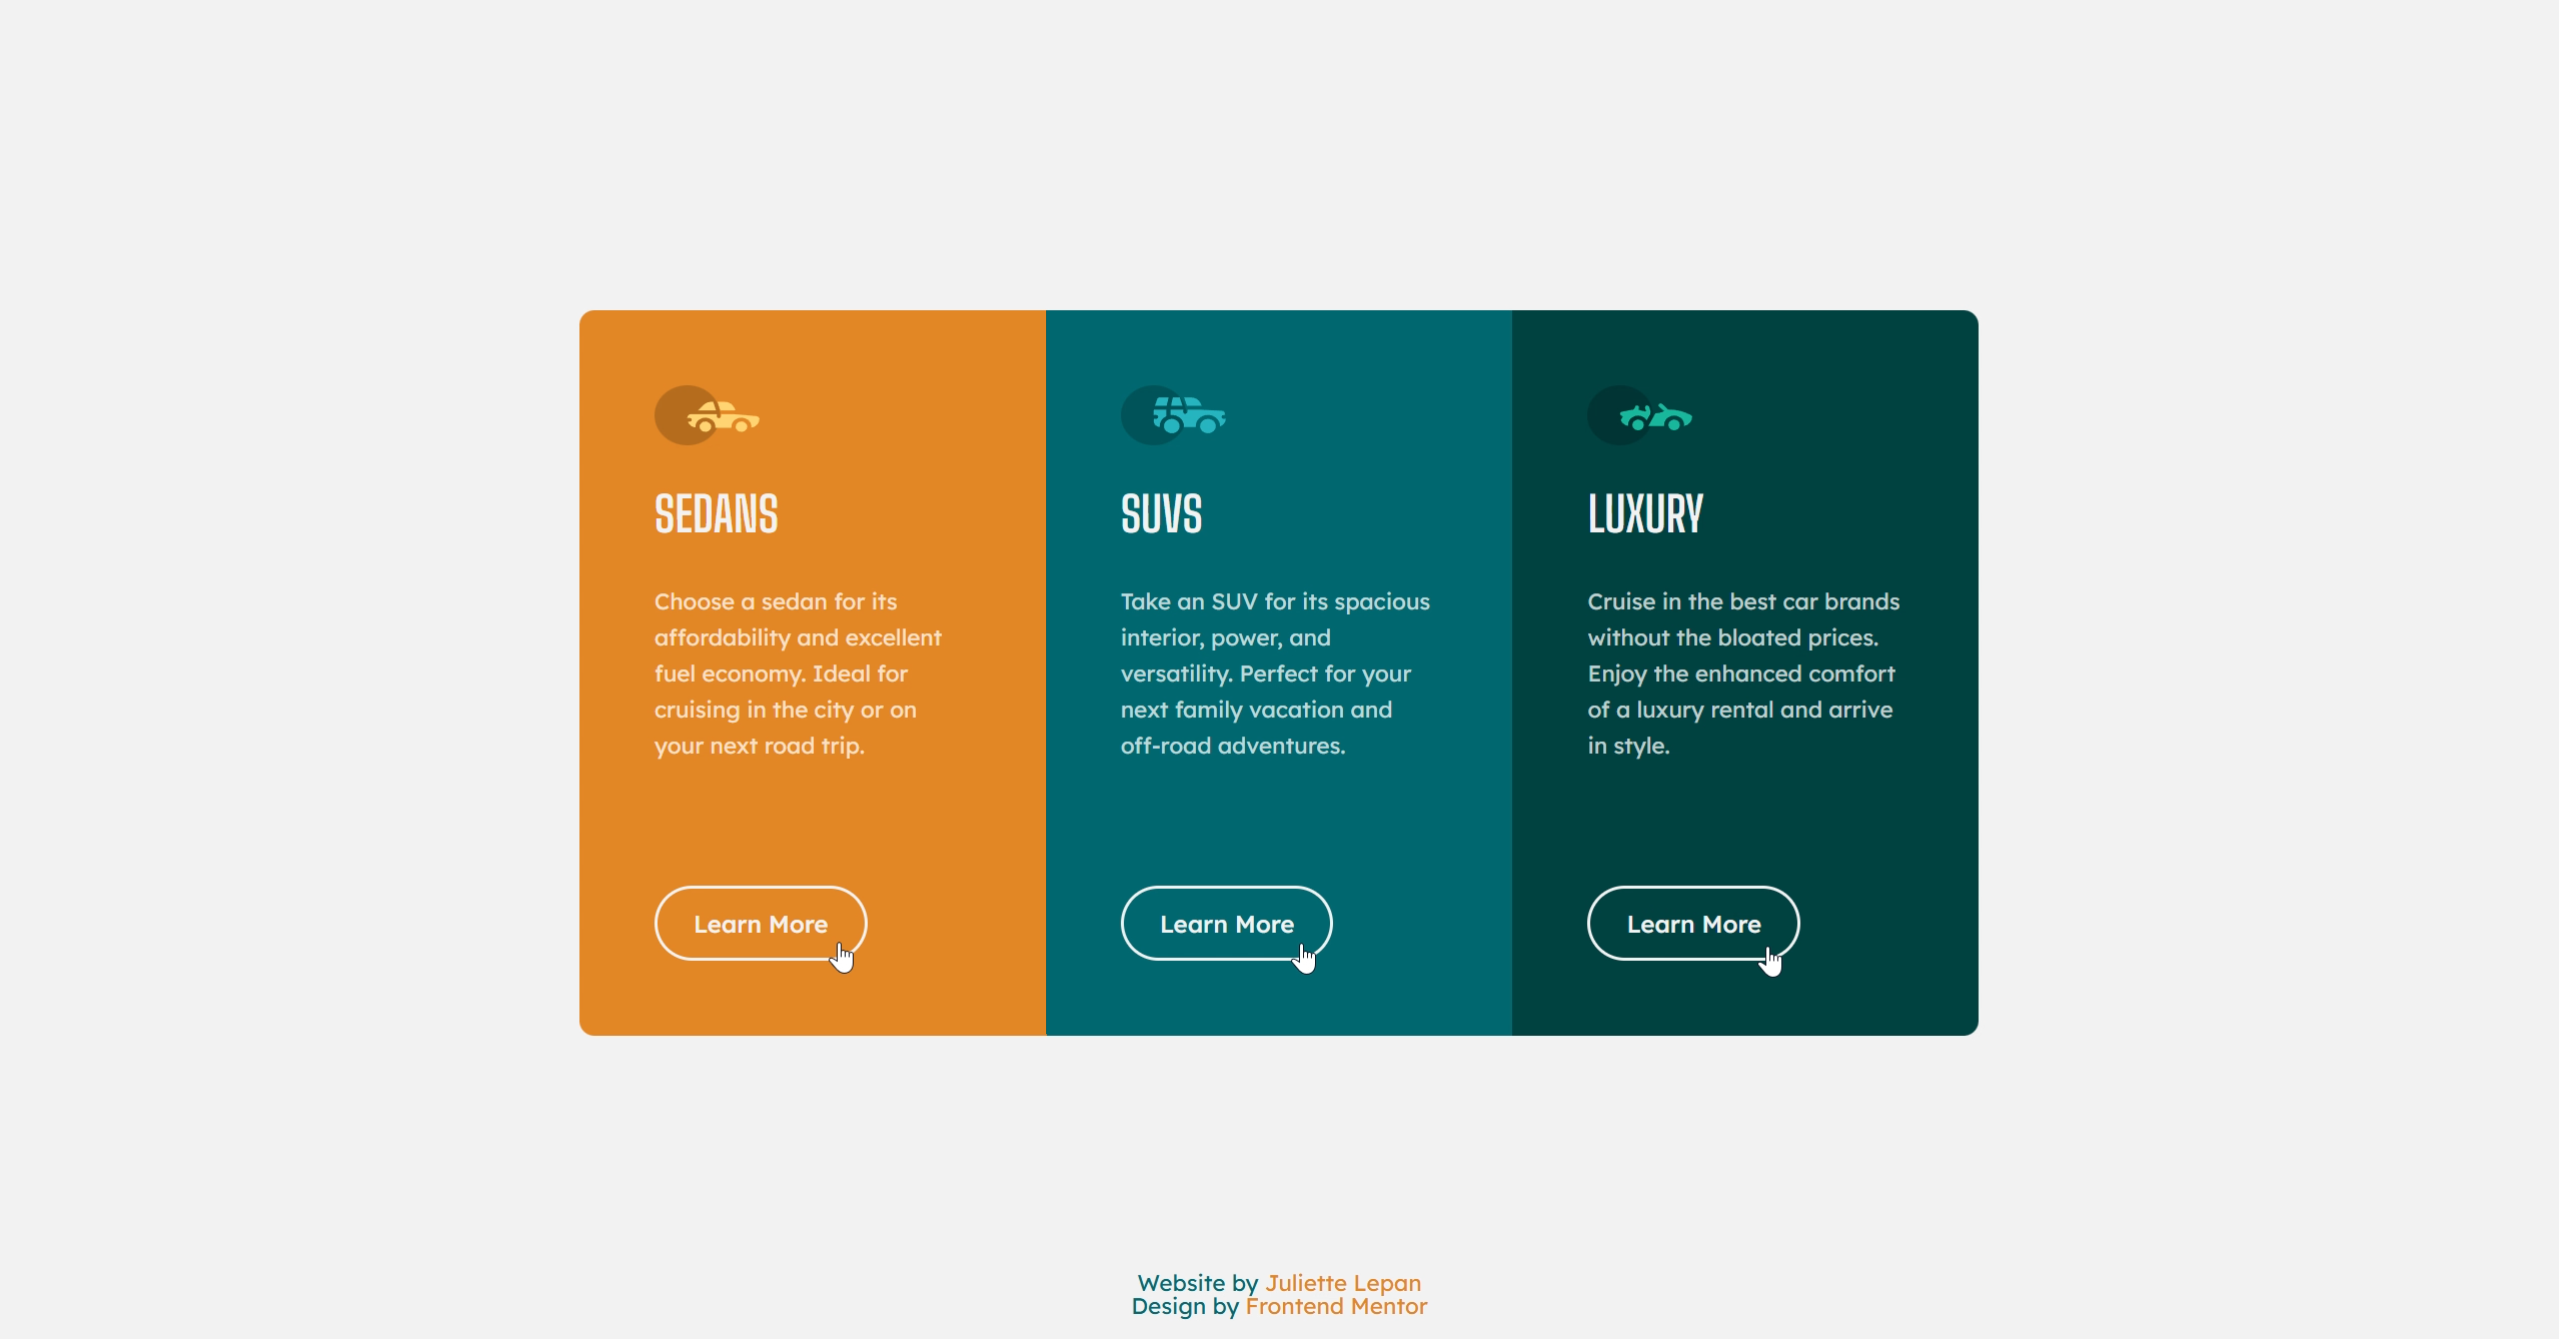 SEDANS
Choose a sedan for its
affordability and excellent
fuel economy. Ideal for
cruising in the city or on
your next road trip.
Learn More
SUVS
Take an SUV for its spacious
interior, power, and
versatility. Perfect for your
next family vacation and
off-road adventures.
Learn More
LUXURY
Cruise in the best car brands
without the bloated prices.
Enjoy the enhanced comfort
of a luxury rental and arrive
in style.
Learn More
Website by Juliette Lepan
Design by Frontend Mentor